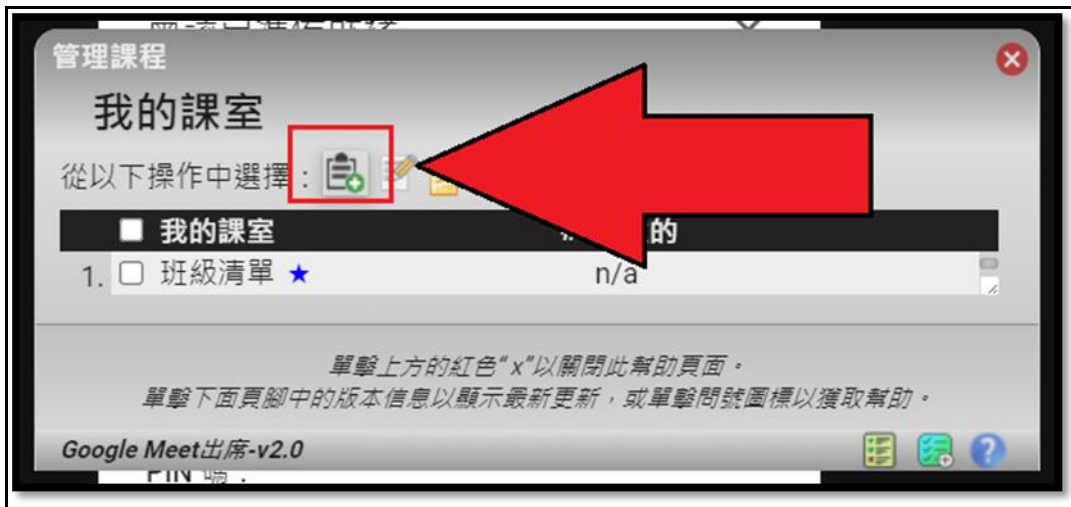 管理課程
我的課室
從以下操作中選擇：
我的課室 的
1. 班級清單 ★ n/a
單擊上方的紅色“x”以關閉此幫助頁面。
單擊下面頁腳中的版本信息以顯示最新更新，或單擊問號圖標以獲取幫助。
Google Meet出席-v2.0
PIN 碼：